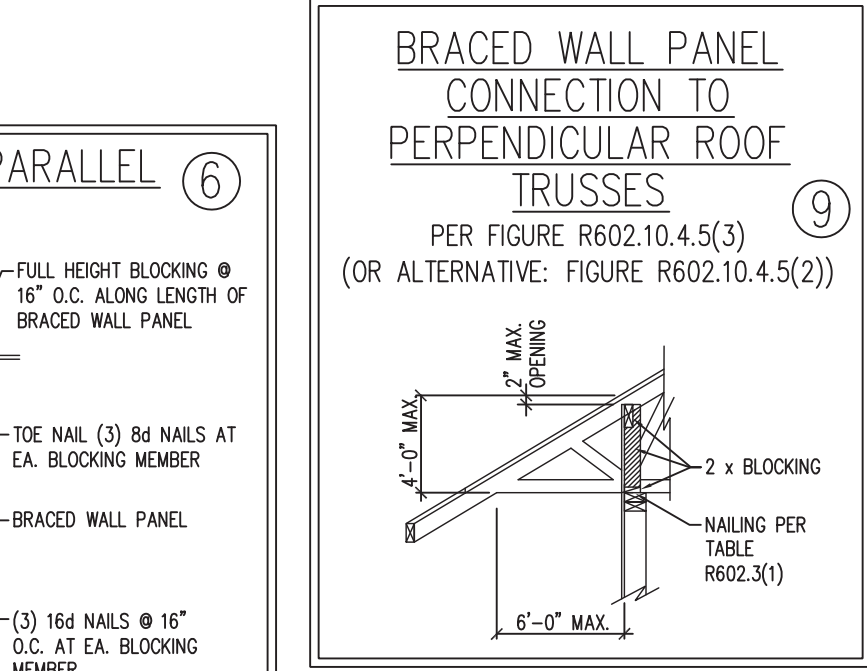 PARALLEL 6
FULL HEIGHT BLOCKING @
16" O.C. ALONG LENGTH OF
BRACED WALL PANEL
TOE NAIL (3) 8d NAILS AT
EA. BLOCKING MEMBER
BRACED WALL PANEL
(3) 16d NAILS @ 16"
O.C. AT EA. BLOCKING
MEMBER
BRACED WALL PANEL
CONNECTION TO
PERPENDICULAR ROOF
TRUSSES
9
PER FIGURE R602.10.4.5(3)
(OR ALTERNATIVE: FIGURE R602.10.4.5(2))
2" MAX.
OPENING
4'-0" MAX.
2 x BLOCKING
NAILING PER
TABLE
R602.3(1)
6'-0" MAX.